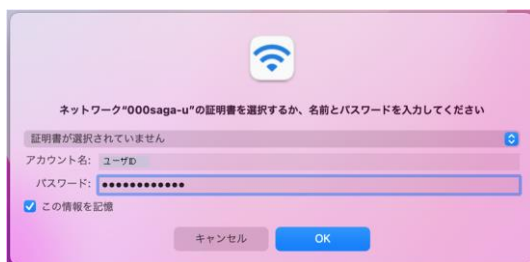 ネットワーク“000saga-u”の証明書を選択するか、名前とパスワードを入力してください
証明書が選択されていません
アカウント名: ユーザID
パスワード: ●●●●●●●●●●●●
この情報を記憶
キャンセル OK